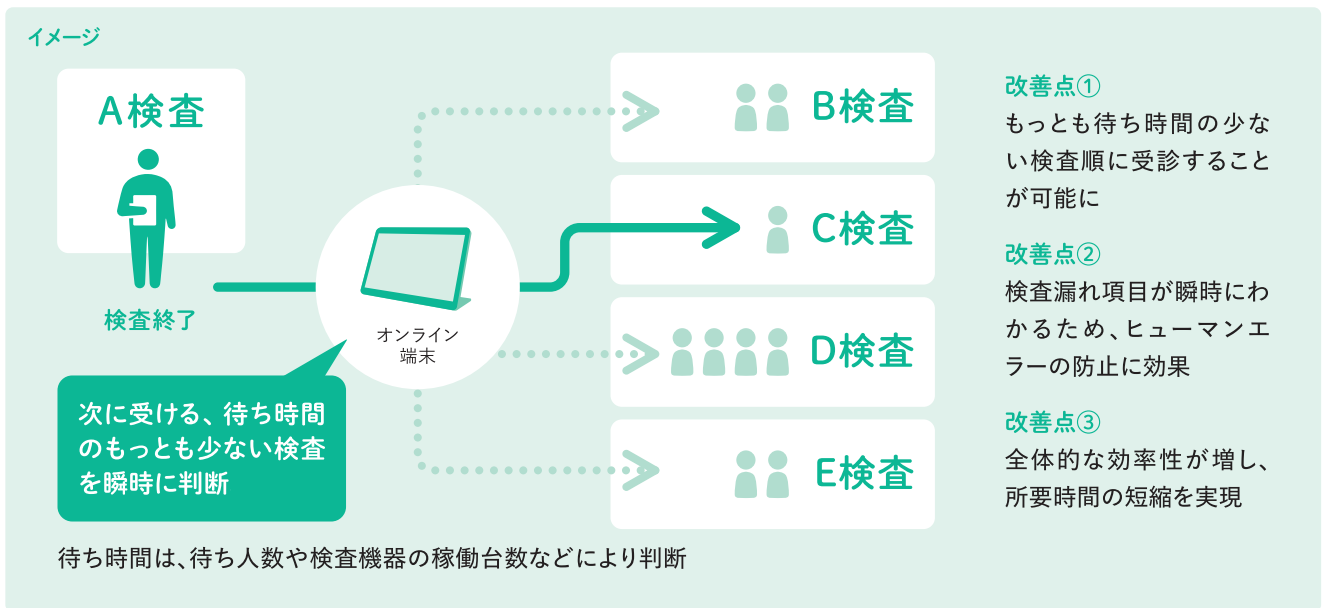 イメージ
A検査
検査終了
オンライン
端末
次に受ける、待ち時間
のもっとも少ない検査
を瞬時に判断
B検査
C検査
D検査
E検査
改善点①
もっとも待ち時間の少な
い検査順に受診すること
が可能に
改善点②
検査漏れ項目が瞬時にわ
かるため、ヒューマンエ
ラーの防止に効果
改善点③
全体的な効率性が増し、
所要時間の短縮を実現
待ち時間は、待ち人数や検査機器の稼働台数などにより判断